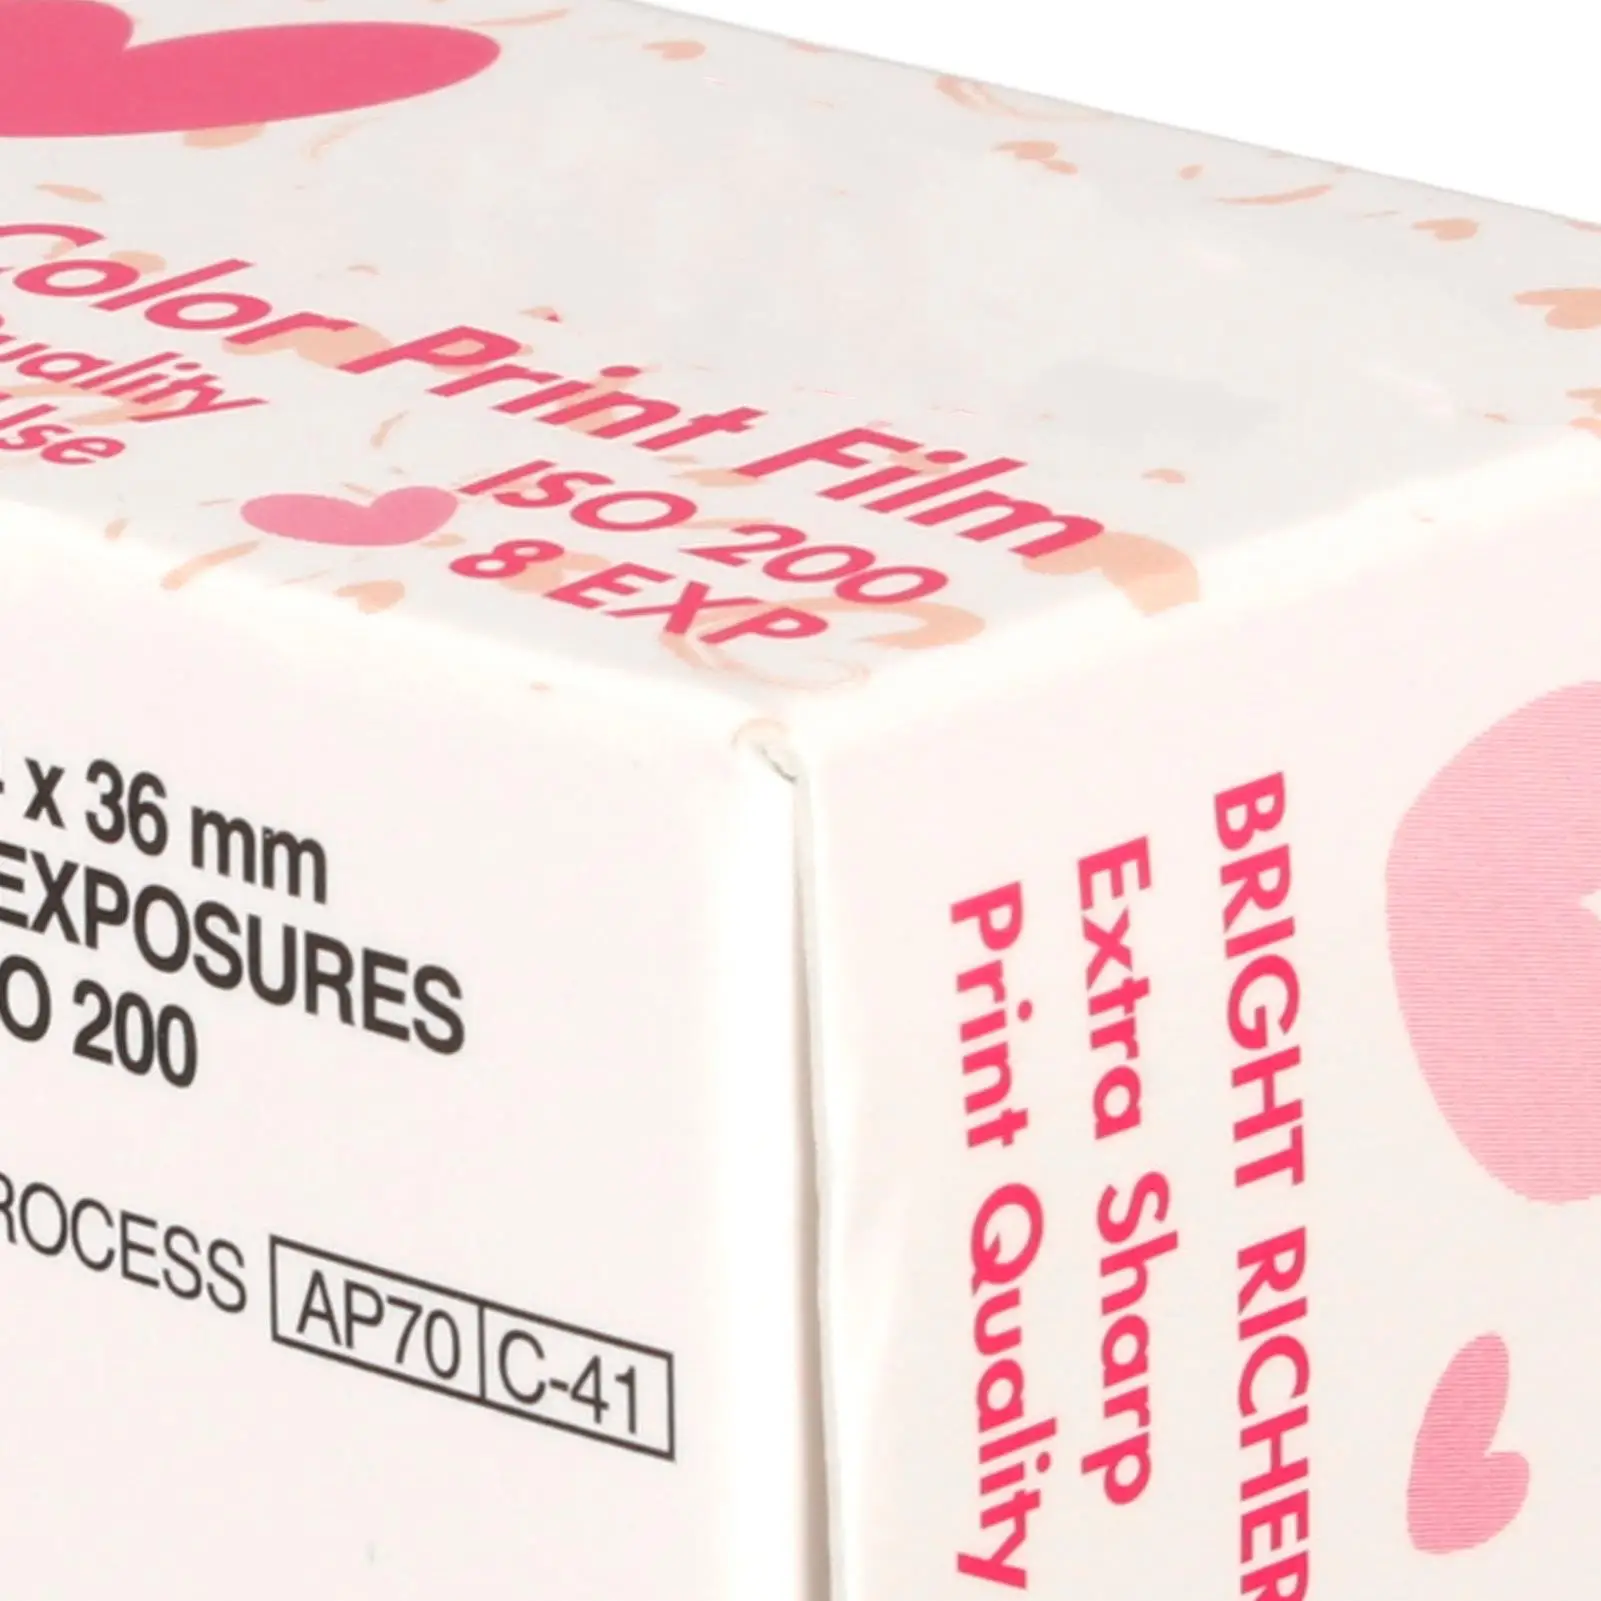 Color Print Film
uality
Use
ISO 200
8 EXP
x 36 mm
EXPOSURES
O 200
ROCESS AP70 C-41
BRIGHT RICHER
Extra Sharp
Print Quality